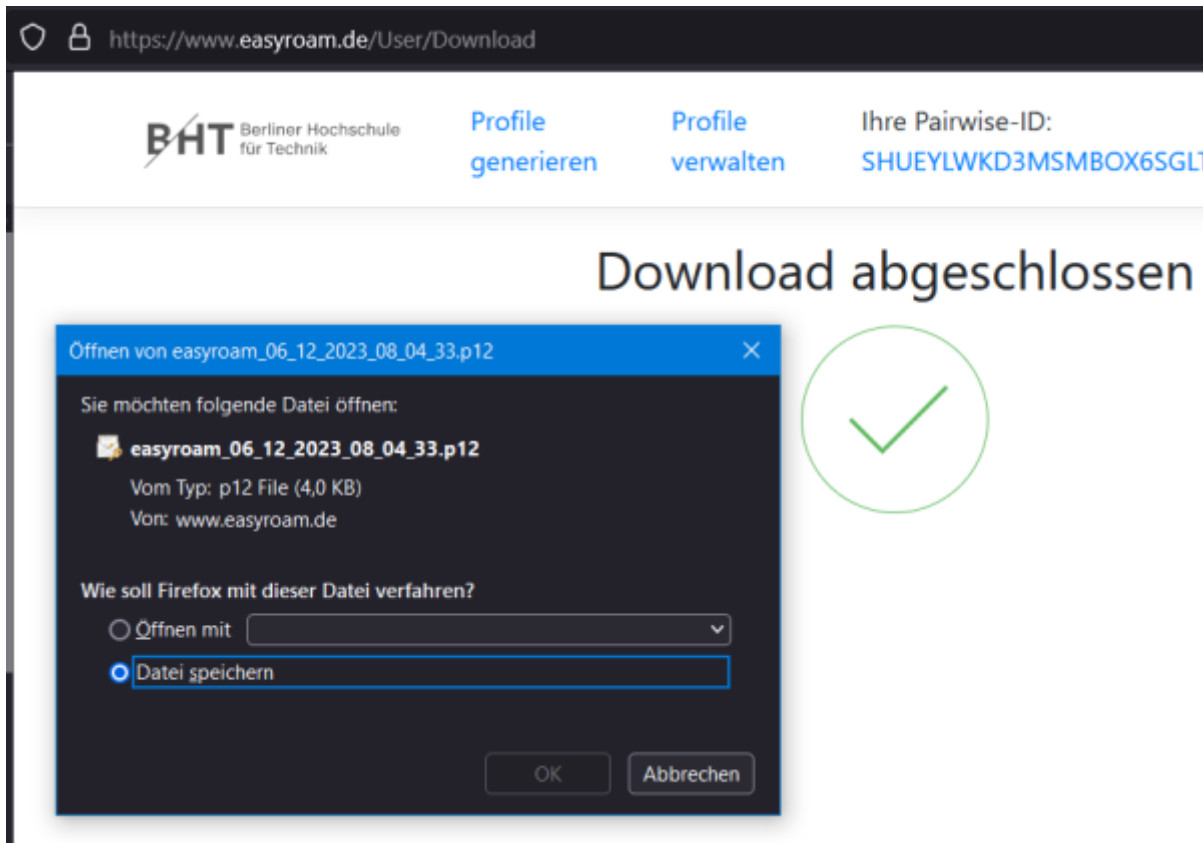 https://www.easyroam.de/User/Download
BHT Berliner Hochschule
für Technik
Profile
generieren
Profile
verwalten
Ihre Pairwise-ID:
SHUEYLWKD3MSMBOX6SGLT
Download abgeschlossen
Öffnen von easyroam_06_12_2023_08_04_33.p12
Sie möchten folgende Datei öffnen:
easyroam_06_12_2023_08_04_33.p12
Vom Typ: p12 File (4,0 KB)
Von: www.easyroam.de
Wie soll Firefox mit dieser Datei verfahren?
Öffnen mit
Datei speichern
OK
Abbrechen